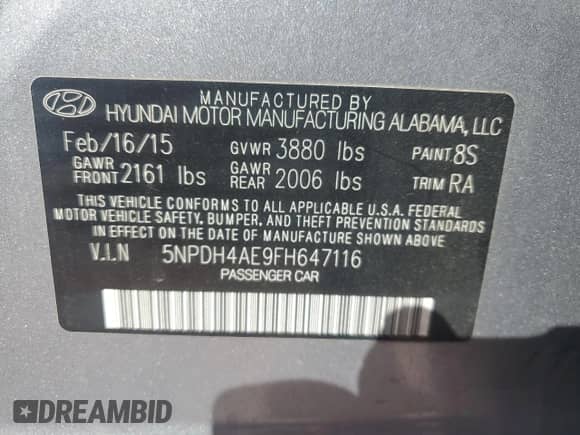 MANUFACTURED BY
HYUNDAI MOTOR MANUFACTURING ALABAMA, LLC
Feb/16/15 GVWR 3880 lbs PAINT 8S
GAWR FRONT 2161 lbs GAWR REAR 2006 lbs TRIM RA
THIS VEHICLE CONFORMS TO ALL APPLICABLE U.S.A. FEDERAL
MOTOR VEHICLE SAFETY, BUMPER, AND THEFT PREVENTION STANDARDS
IN EFFECT ON THE DATE OF MANUFACTURE SHOWN ABOVE
V.I.N 5NPDH4AE9FH647116
PASSENGER CAR
DREAMBID